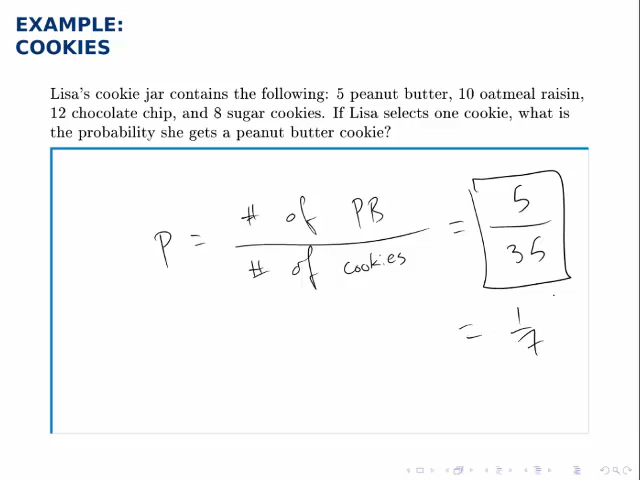 EXAMPLE:
COOKIES
Lisa's cookie jar contains the following: 5 peanut butter, 10 oatmeal raisin,
12 chocolate chip, and 8 sugar cookies. If Lisa selects one cookie, what is
the probability she gets a peanut butter cookie?
P = # of PB / # of cookies = 5 / 35
= 1/7